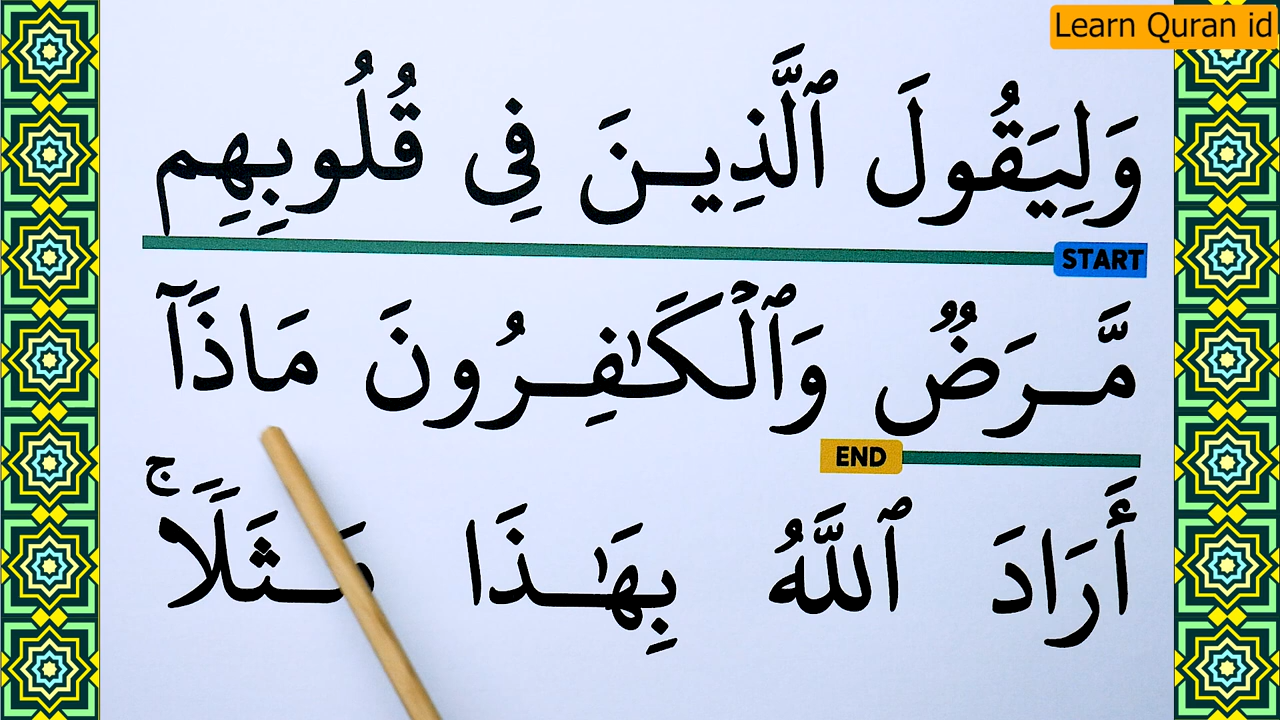 Learn Quran id
وَلِيَقُولَ ٱلَّذِينَ فِى قُلُوبِهِم
START
مَّرَضٌ وَٱلْكَـٰفِرُونَ مَاذَآ
END
أَرَادَ ٱللَّهُ بِهَـٰذَا مَثَلًا ۚ